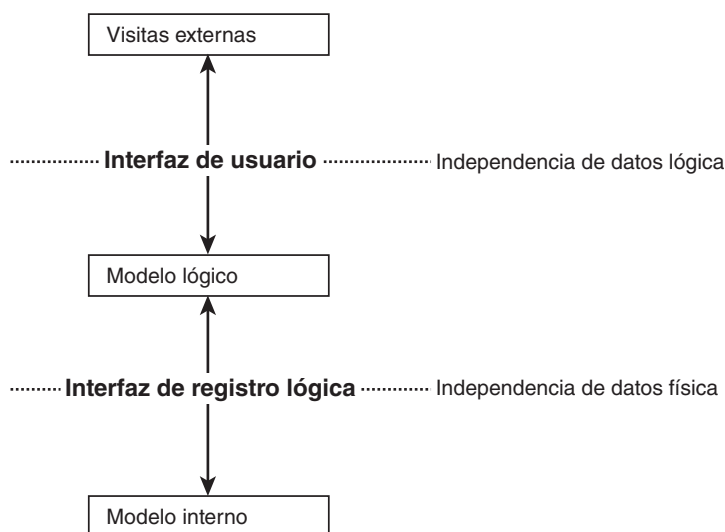 Visitas externas
Interfaz de usuario
Independencia de datos lógica
Modelo lógico
Interfaz de registro lógica
Independencia de datos física
Modelo interno